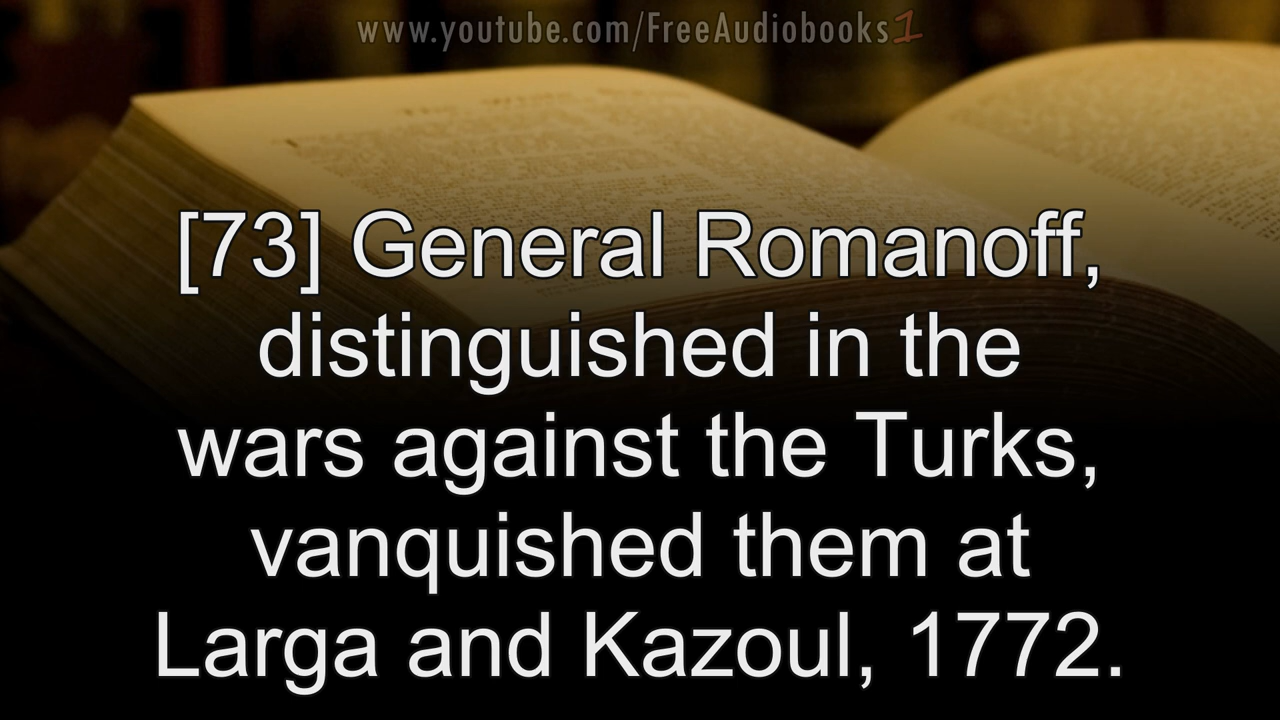 www.youtube.com/FreeAudiobooks1
[73] General Romanoff,
distinguished in the
wars against the Turks,
vanquished them at
Larga and Kazoul, 1772.